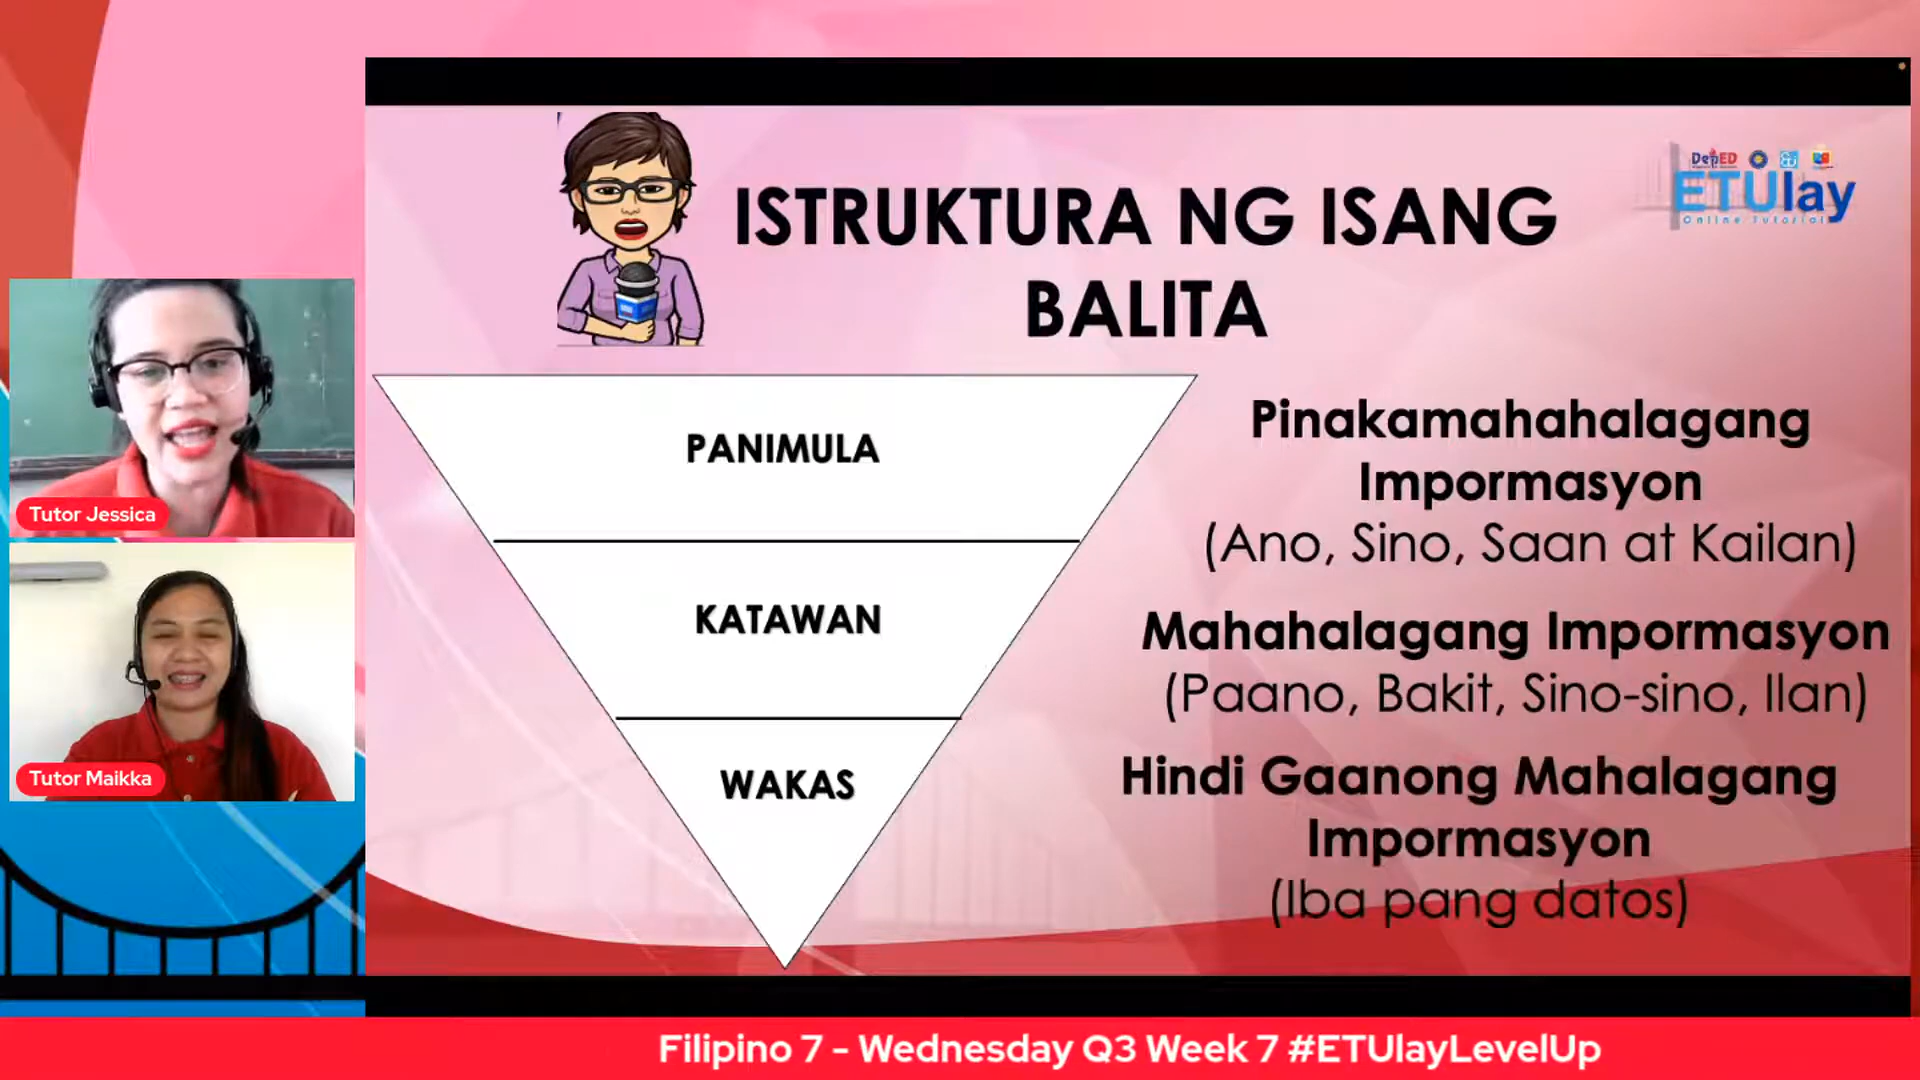 ISTRUKTURA NG ISANG
BALITA
DepED
ETUlay
Online Tutorial
PANIMULA
Pinakamahahalagang
Impormasyon
(Ano, Sino, Saan at Kailan)
KATAWAN
Mahahalagang Impormasyon
(Paano, Bakit, Sino-sino, Ilan)
WAKAS
Hindi Gaanong Mahalagang
Impormasyon
(Iba pang datos)
Tutor Jessica
Tutor Maikka
Filipino 7 - Wednesday Q3 Week 7 #ETUlayLevelUp